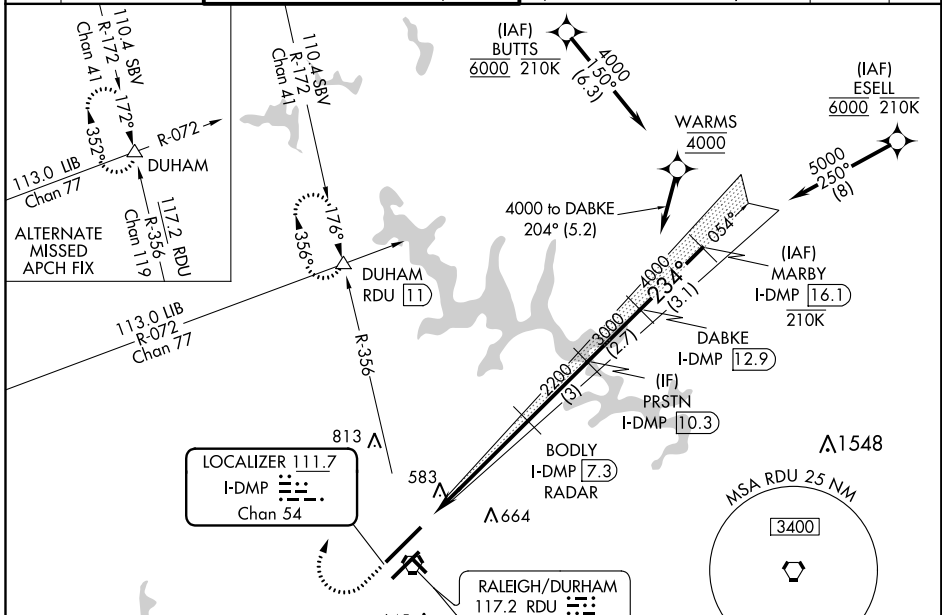 110.4 SBV
R-172
Chan 41
172°
352°
R-072
DUHAM
113.0 LIB
Chan 77
117.2 RDU
R-356
Chan 119
ALTERNATE
MISSED
APCH FIX
110.4 SBV
R-172
Chan 41
176°
356°
DUHAM
RDU 11
113.0 LIB
R-072
Chan 77
R-356
(IAF)
BUTTS
6000 210K
4000
150°
(6.3)
WARMS
4000
4000 to DABKE
204° (5.2)
(IAF)
ESELL
6000 210K
5000
250°
(8)
054°
(IAF)
MARBY
I-DMP 16.1
210K
4000
234°
(3.1)
DABKE
I-DMP 12.9
3000
(2.7)
(IF)
PRSTN
I-DMP 10.3
2200
(3)
BODLY
I-DMP 7.3
RADAR
813
583
664
1548
LOCALIZER 111.7
I-DMP
Chan 54
MSA RDU 25 NM
3400
RALEIGH/DURHAM
117.2 RDU